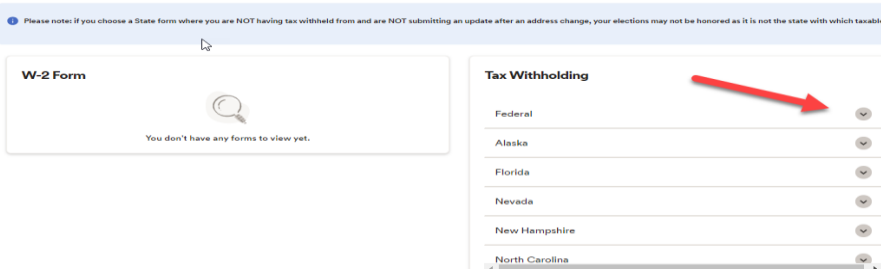 Please note: if you choose a State form where you are NOT having tax withheld from and are NOT submitting an update after an address change, your elections may not be honored as it is not the state with which taxable
W-2 Form
You don't have any forms to view yet.
Tax Withholding
Federal
Alaska
Florida
Nevada
New Hampshire
North Carolina